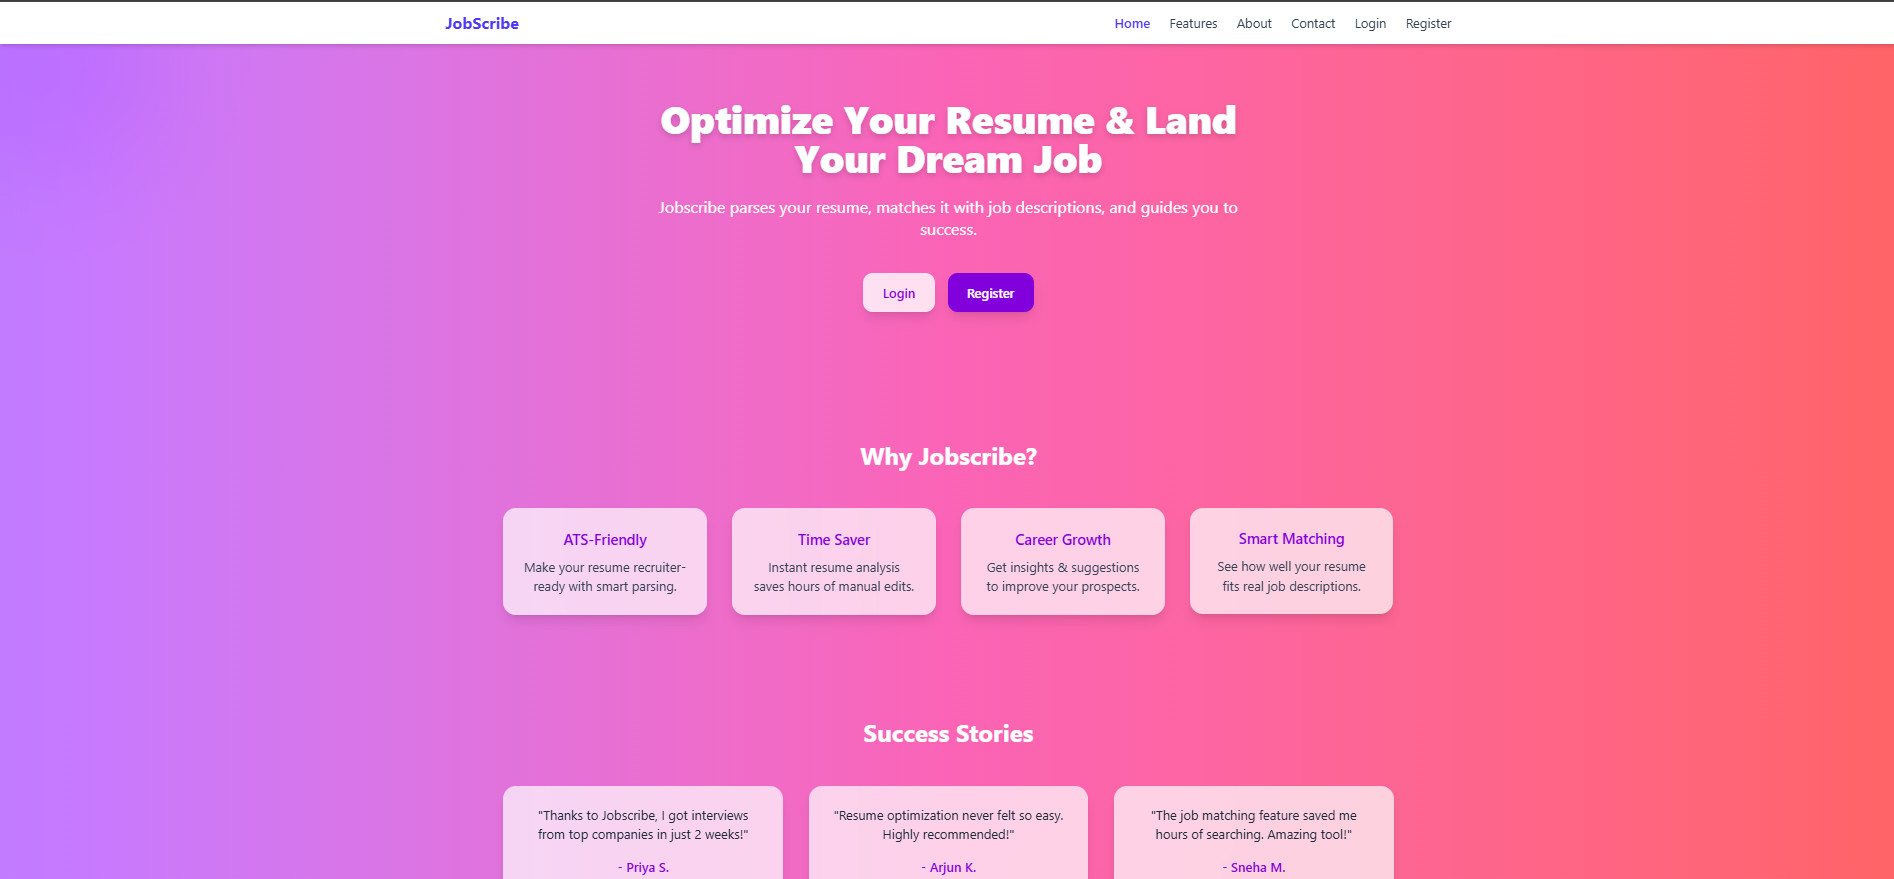 JobScribe
Home Features About Contact Login Register
Optimize Your Resume & Land
Your Dream Job
Jobscribe parses your resume, matches it with job descriptions, and guides you to
success.
Login Register
Why Jobscribe?
ATS-Friendly
Make your resume recruiter-
ready with smart parsing.
Time Saver
Instant resume analysis
saves hours of manual edits.
Career Growth
Get insights & suggestions
to improve your prospects.
Smart Matching
See how well your resume
fits real job descriptions.
Success Stories
"Thanks to Jobscribe, I got interviews
from top companies in just 2 weeks!"
- Priya S.
"Resume optimization never felt so easy.
Highly recommended!"
- Arjun K.
"The job matching feature saved me
hours of searching. Amazing tool!"
- Sneha M.